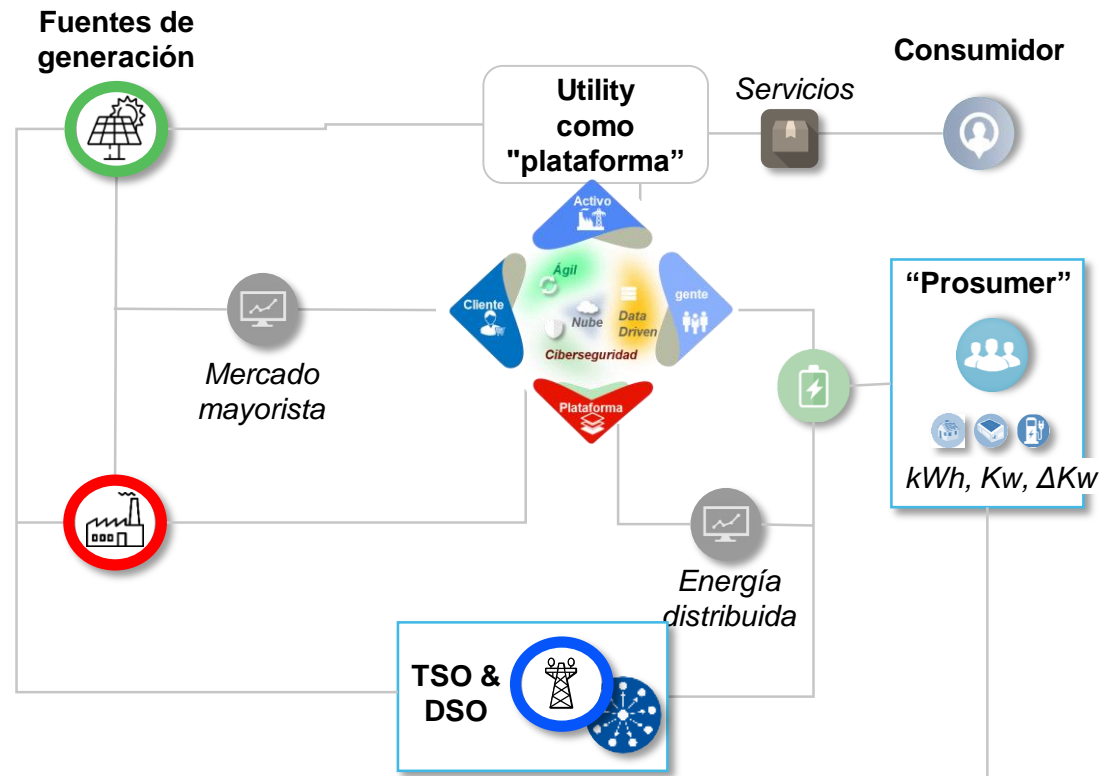 Fuentes de
generación
Utility
como
"plataforma”
Servicios
Consumidor
Activo
Ágil
Cliente
gente
Nube
Data
Driven
Ciberseguridad
Plataforma
Mercado
mayorista
“Prosumer”
kWh, Kw, ΔKw
Energía
distribuida
TSO &
DSO